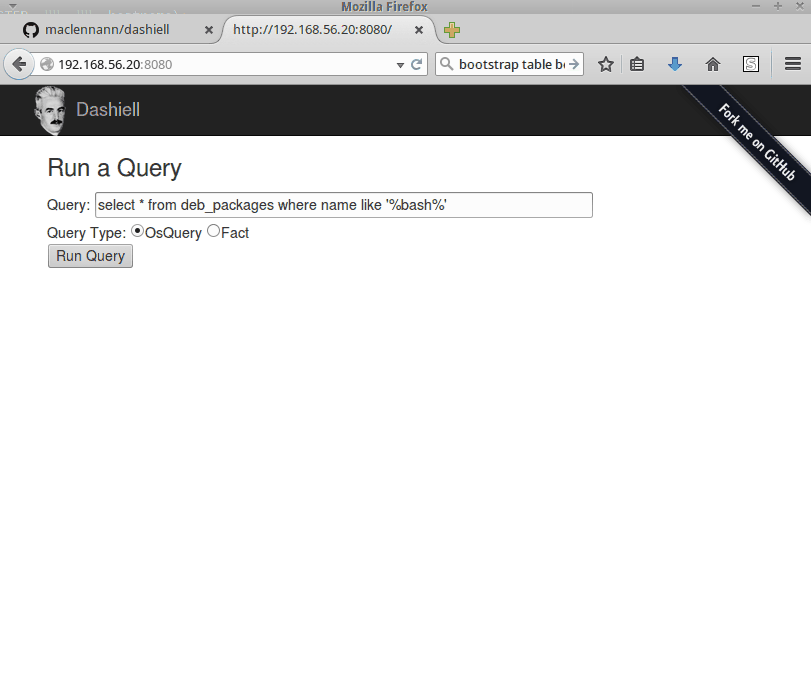 Mozilla Firefox
maclennann/dashiell
http://192.168.56.20:8080/
192.168.56.20:8080
bootstrap table b
Dashiell
Fork me on GitHub
Run a Query
Query: select * from deb_packages where name like '%bash%'
Query Type: OsQuery Fact
Run Query